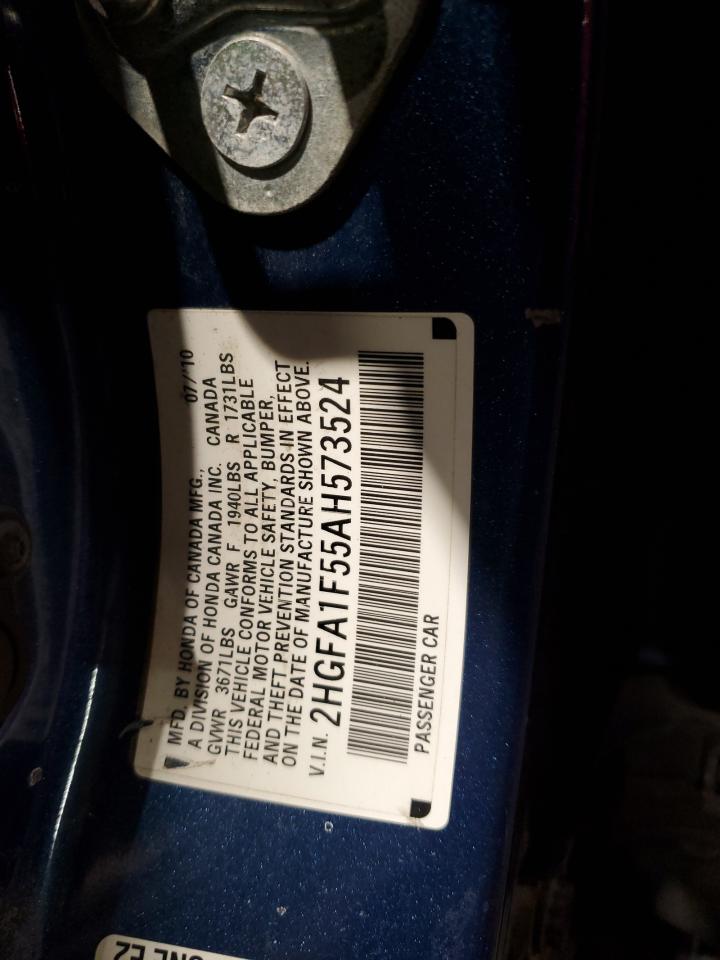 MFD. BY HONDA OF CANADA MFG., 07/'10
A DIVISION OF HONDA CANADA INC. CANADA
GVWR 3671LBS GAWR F 1940LBS R 1731LBS
THIS VEHICLE CONFORMS TO ALL APPLICABLE
FEDERAL MOTOR VEHICLE SAFETY, BUMPER,
AND THEFT PREVENTION STANDARDS IN EFFECT
ON THE DATE OF MANUFACTURE SHOWN ABOVE.
V.I.N. 2HGFA1F55AH573524
PASSENGER CAR